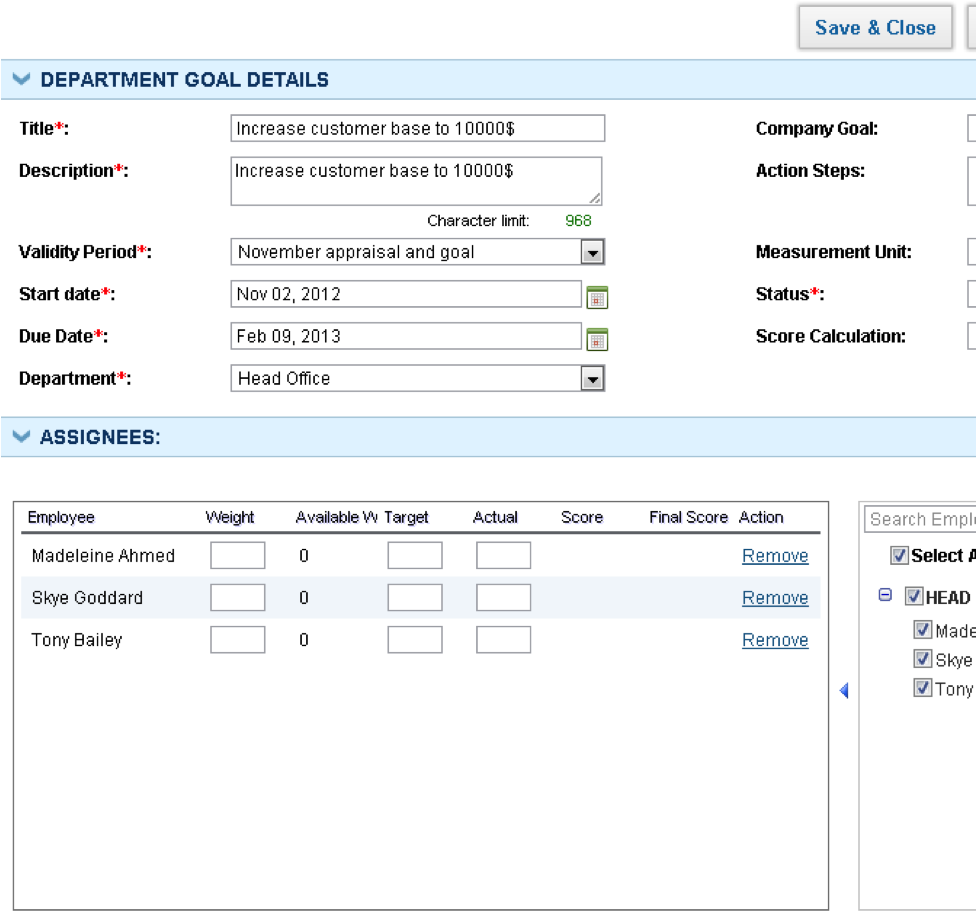 Save & Close
DEPARTMENT GOAL DETAILS
Title*: Increase customer base to 10000$ Company Goal:
Description*: Increase customer base to 10000$ Action Steps:
Character limit: 968
Validity Period*: November appraisal and goal Measurement Unit:
Start date*: Nov 02, 2012 Status*:
Due Date*: Feb 09, 2013 Score Calculation:
Department*: Head Office
ASSIGNEES:
Employee Weight Available W Target Actual Score Final Score Action Search Empl
Madeleine Ahmed 0 Remove Select A
Skye Goddard 0 Remove HEAD
Tony Bailey 0 Remove Made
Skye
Tony